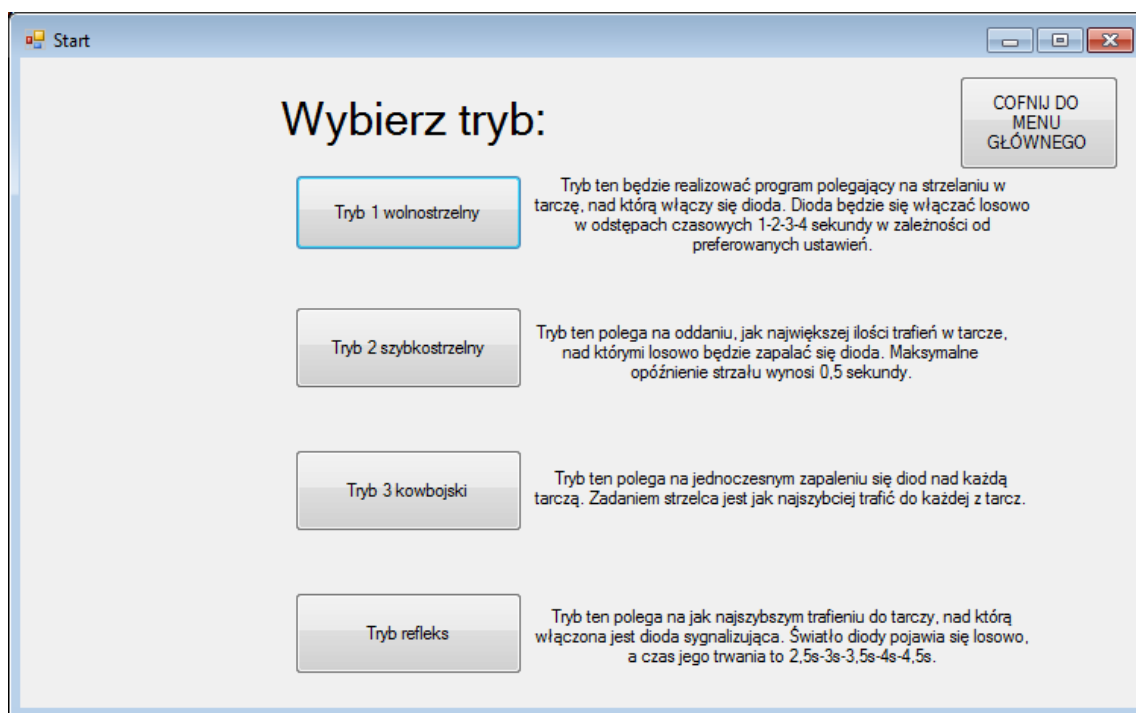 Start
COFNIJ DO
MENU
GŁÓWNEGO
Wybierz tryb:
Tryb 1 wolnostrzelny
Tryb ten będzie realizować program polegający na strzelaniu w
tarczę, nad którą włączy się dioda. Dioda będzie się włączać losowo
w odstępach czasowych 1-2-3-4 sekundy w zależności od
preferowanych ustawień.
Tryb 2 szybkostrzelny
Tryb ten polega na oddaniu, jak największej ilości trafień w tarcze,
nad którymi losowo będzie zapalać się dioda. Maksymalne
opóźnienie strzału wynosi 0,5 sekundy.
Tryb 3 kowbojski
Tryb ten polega na jednoczesnym zapaleniu się diod nad każdą
tarczą. Zadaniem strzelca jest jak najszybciej trafić do każdej z tarcz.
Tryb refleks
Tryb ten polega na jak najszybszym trafieniu do tarczy, nad którą
włączona jest dioda sygnalizująca. Światło diody pojawia się losowo,
a czas jego trwania to 2,5s-3s-3,5s-4s-4,5s.